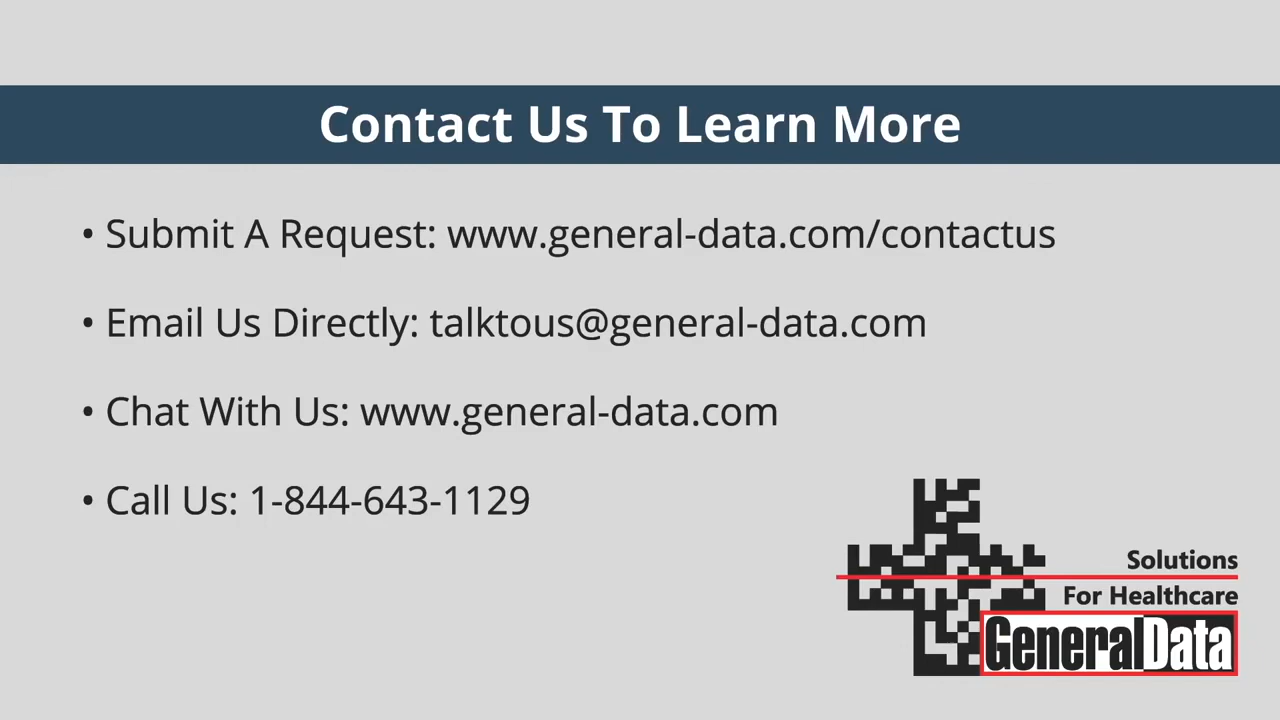 Contact Us To Learn More
• Submit A Request: www.general-data.com/contactus
• Email Us Directly: talktous@general-data.com
• Chat With Us: www.general-data.com
• Call Us: 1-844-643-1129
Solutions
For Healthcare
GeneralData